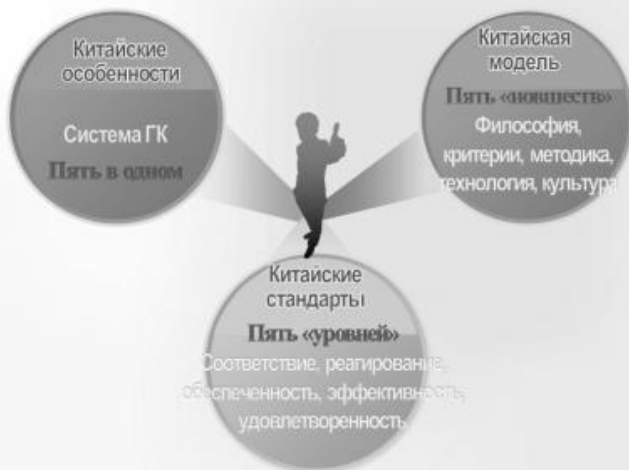 Китайские
особенности
Система ГК
Пять в одном
Китайская
модель
Пять «новшеств»
Философия,
критерии, методика,
технология, культура
Китайские
стандарты
Пять «уровней»
Соответствие, реагирование,
обеспеченность, эффективность,
удовлетворенность